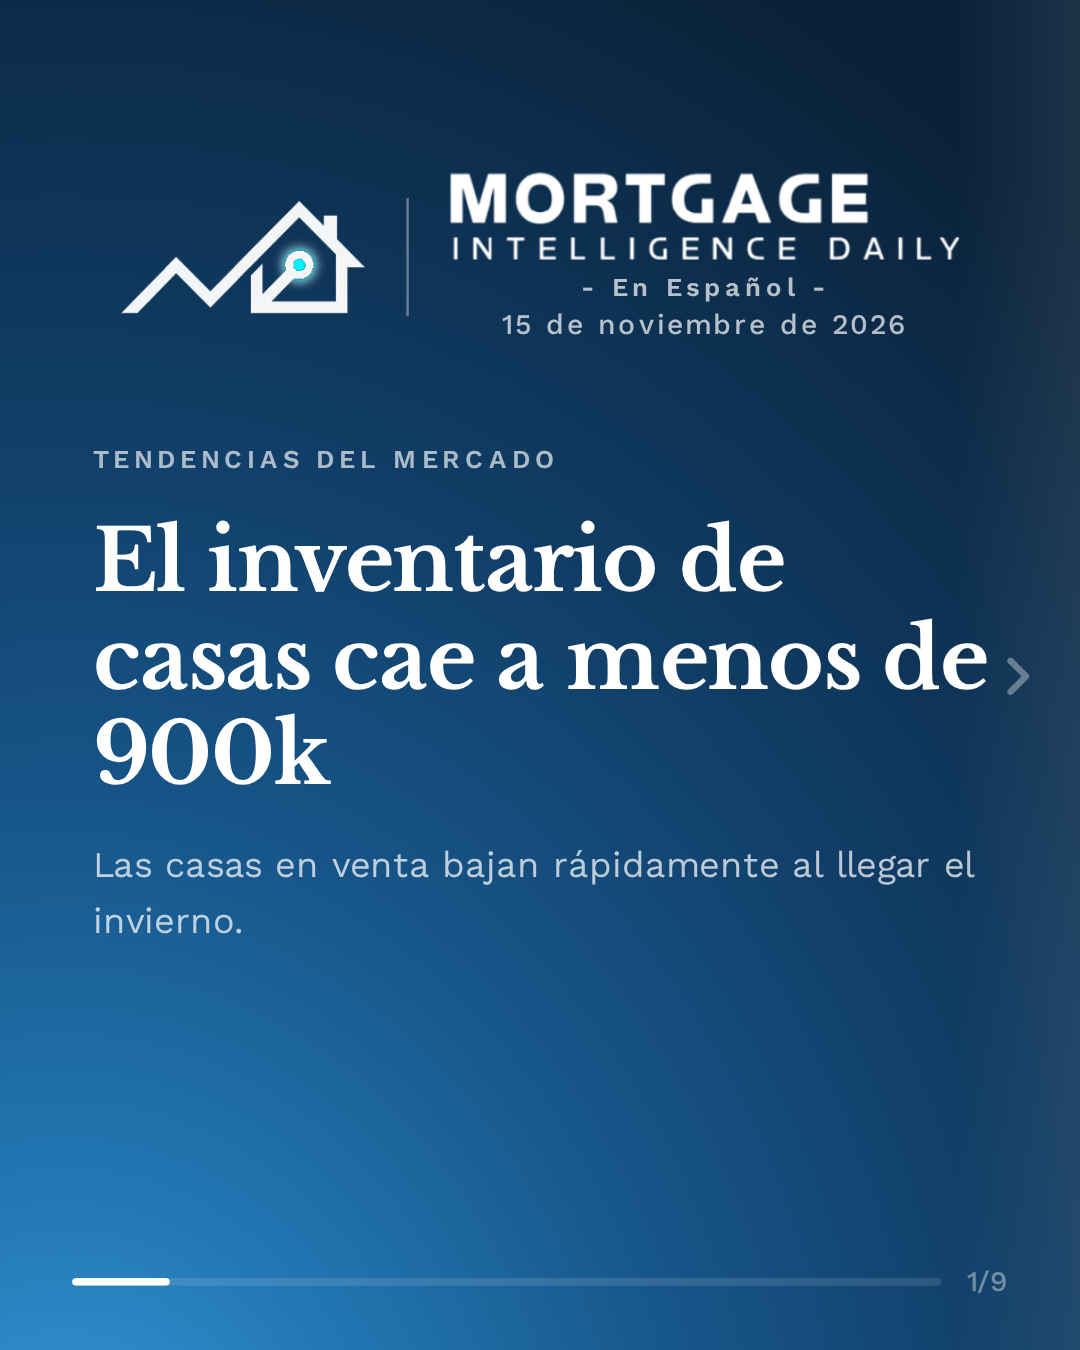 MORTGAGE
INTELLIGENCE DAILY
- En Español -
15 de noviembre de 2026
TENDENCIAS DEL MERCADO
El inventario de
casas cae a menos de
900k
Las casas en venta bajan rápidamente al llegar el
invierno.
1/9